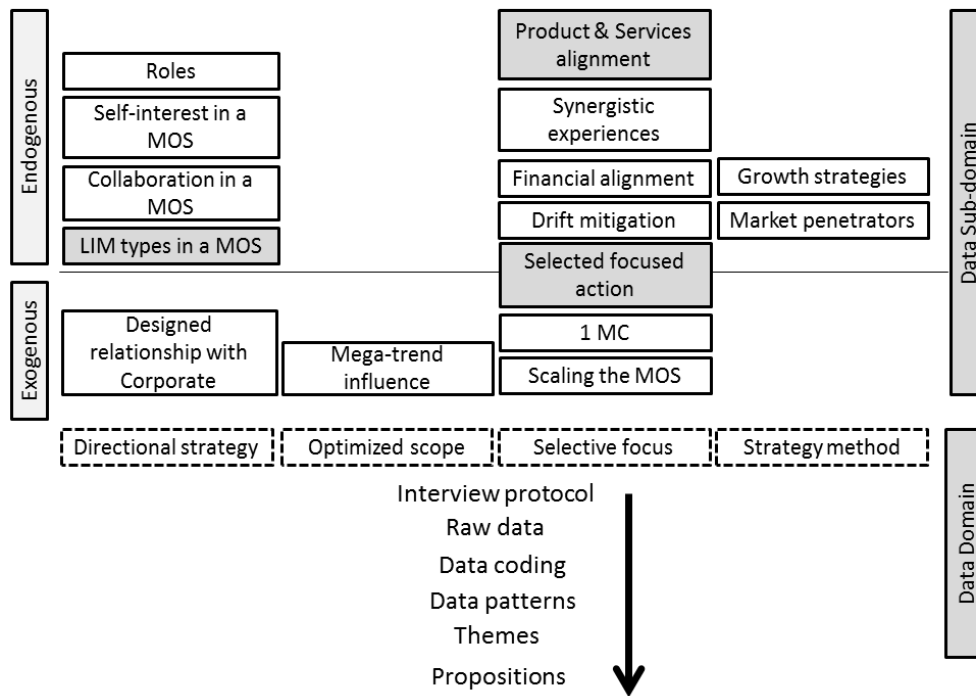 Endogenous
Roles
Self-interest in a
MOS
Collaboration in a
MOS
LIM types in a MOS
Product & Services
alignment
Synergistic
experiences
Financial alignment
Drift mitigation
Selected focused
action
Growth strategies
Market penetrators
Data Sub-domain
Exogenous
Designed
relationship with
Corporate
Mega-trend
influence
1 MC
Scaling the MOS
Directional strategy
Optimized scope
Selective focus
Strategy method
Data Domain
Interview protocol
Raw data
Data coding
Data patterns
Themes
Propositions